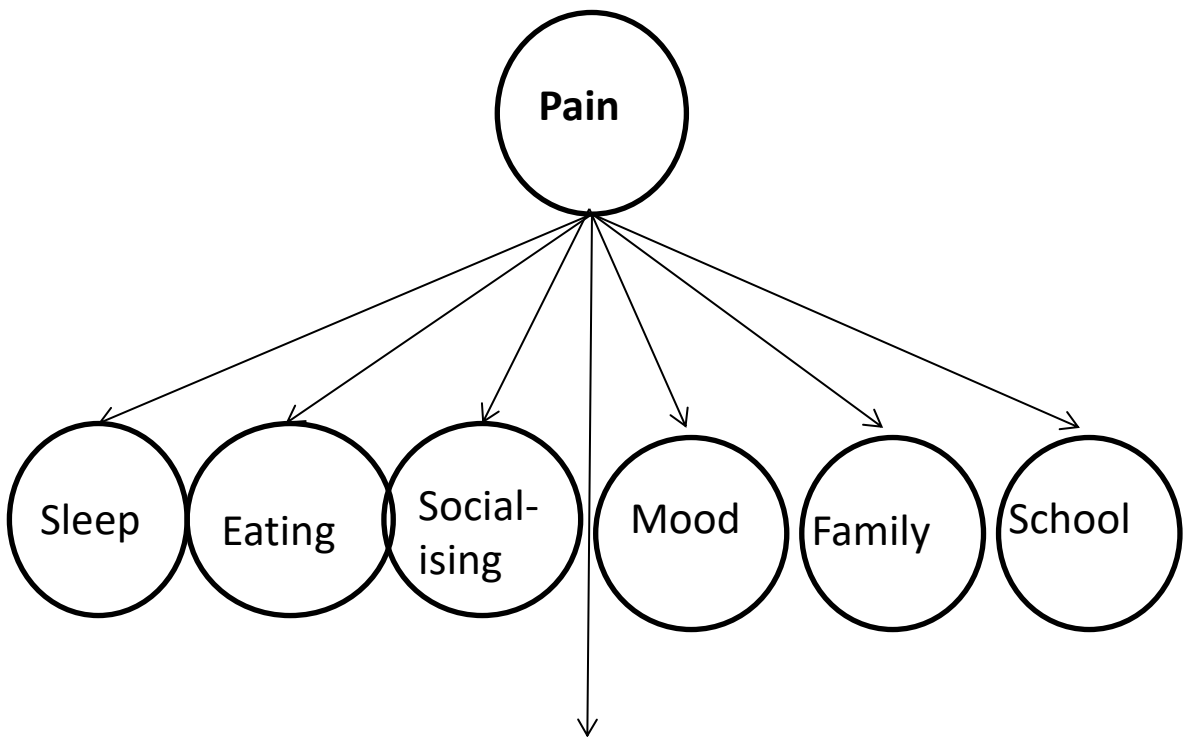 Pain
Sleep
Eating
Social-
ising
Mood
Family
School